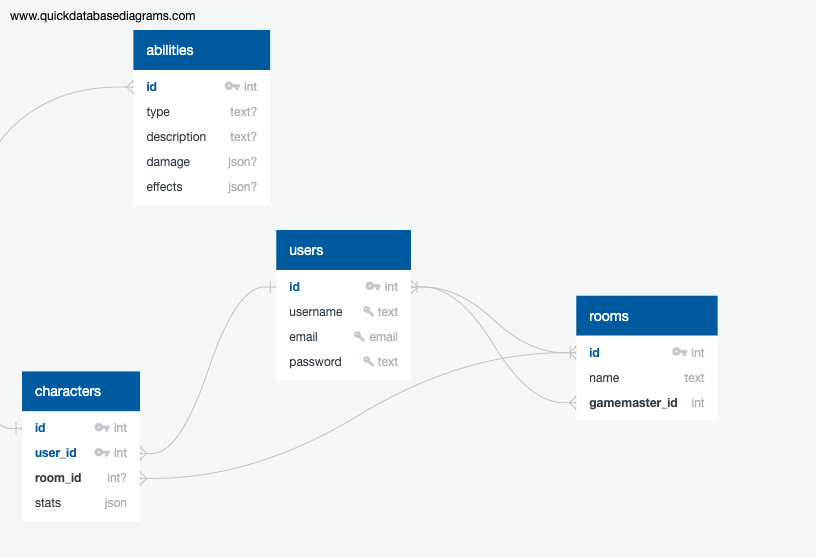 www.quickdatabasediagrams.com
abilities
id int
type text?
description text?
damage json?
effects json?
users
id int
username text
email email
password text
rooms
id int
name text
gamemaster_id int
characters
id int
user_id int
room_id int?
stats json